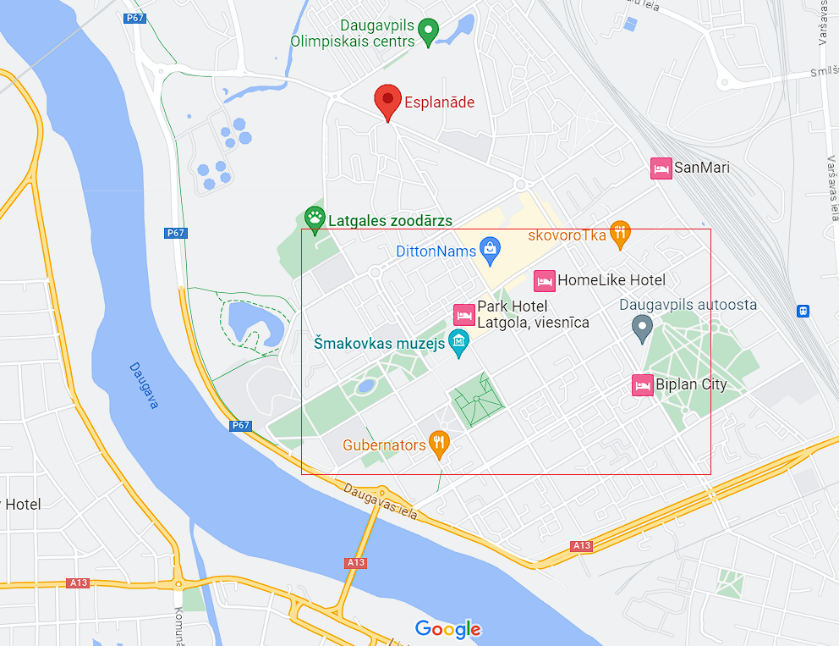 P67
Daugavpils
Olimpiskais centrs
Esplanāde
SanMari
Varšavas iela
Latgales zoodārzs
P67
skovoroTka
DittonNams
HomeLike Hotel
Park Hotel
Latgola, viesnīca
Daugavpils autoosta
Šmakovkas muzejs
Daugava
Biplan City
P67
Gubernators
Hotel
Daugavas iela
A13
A13
A13
Google